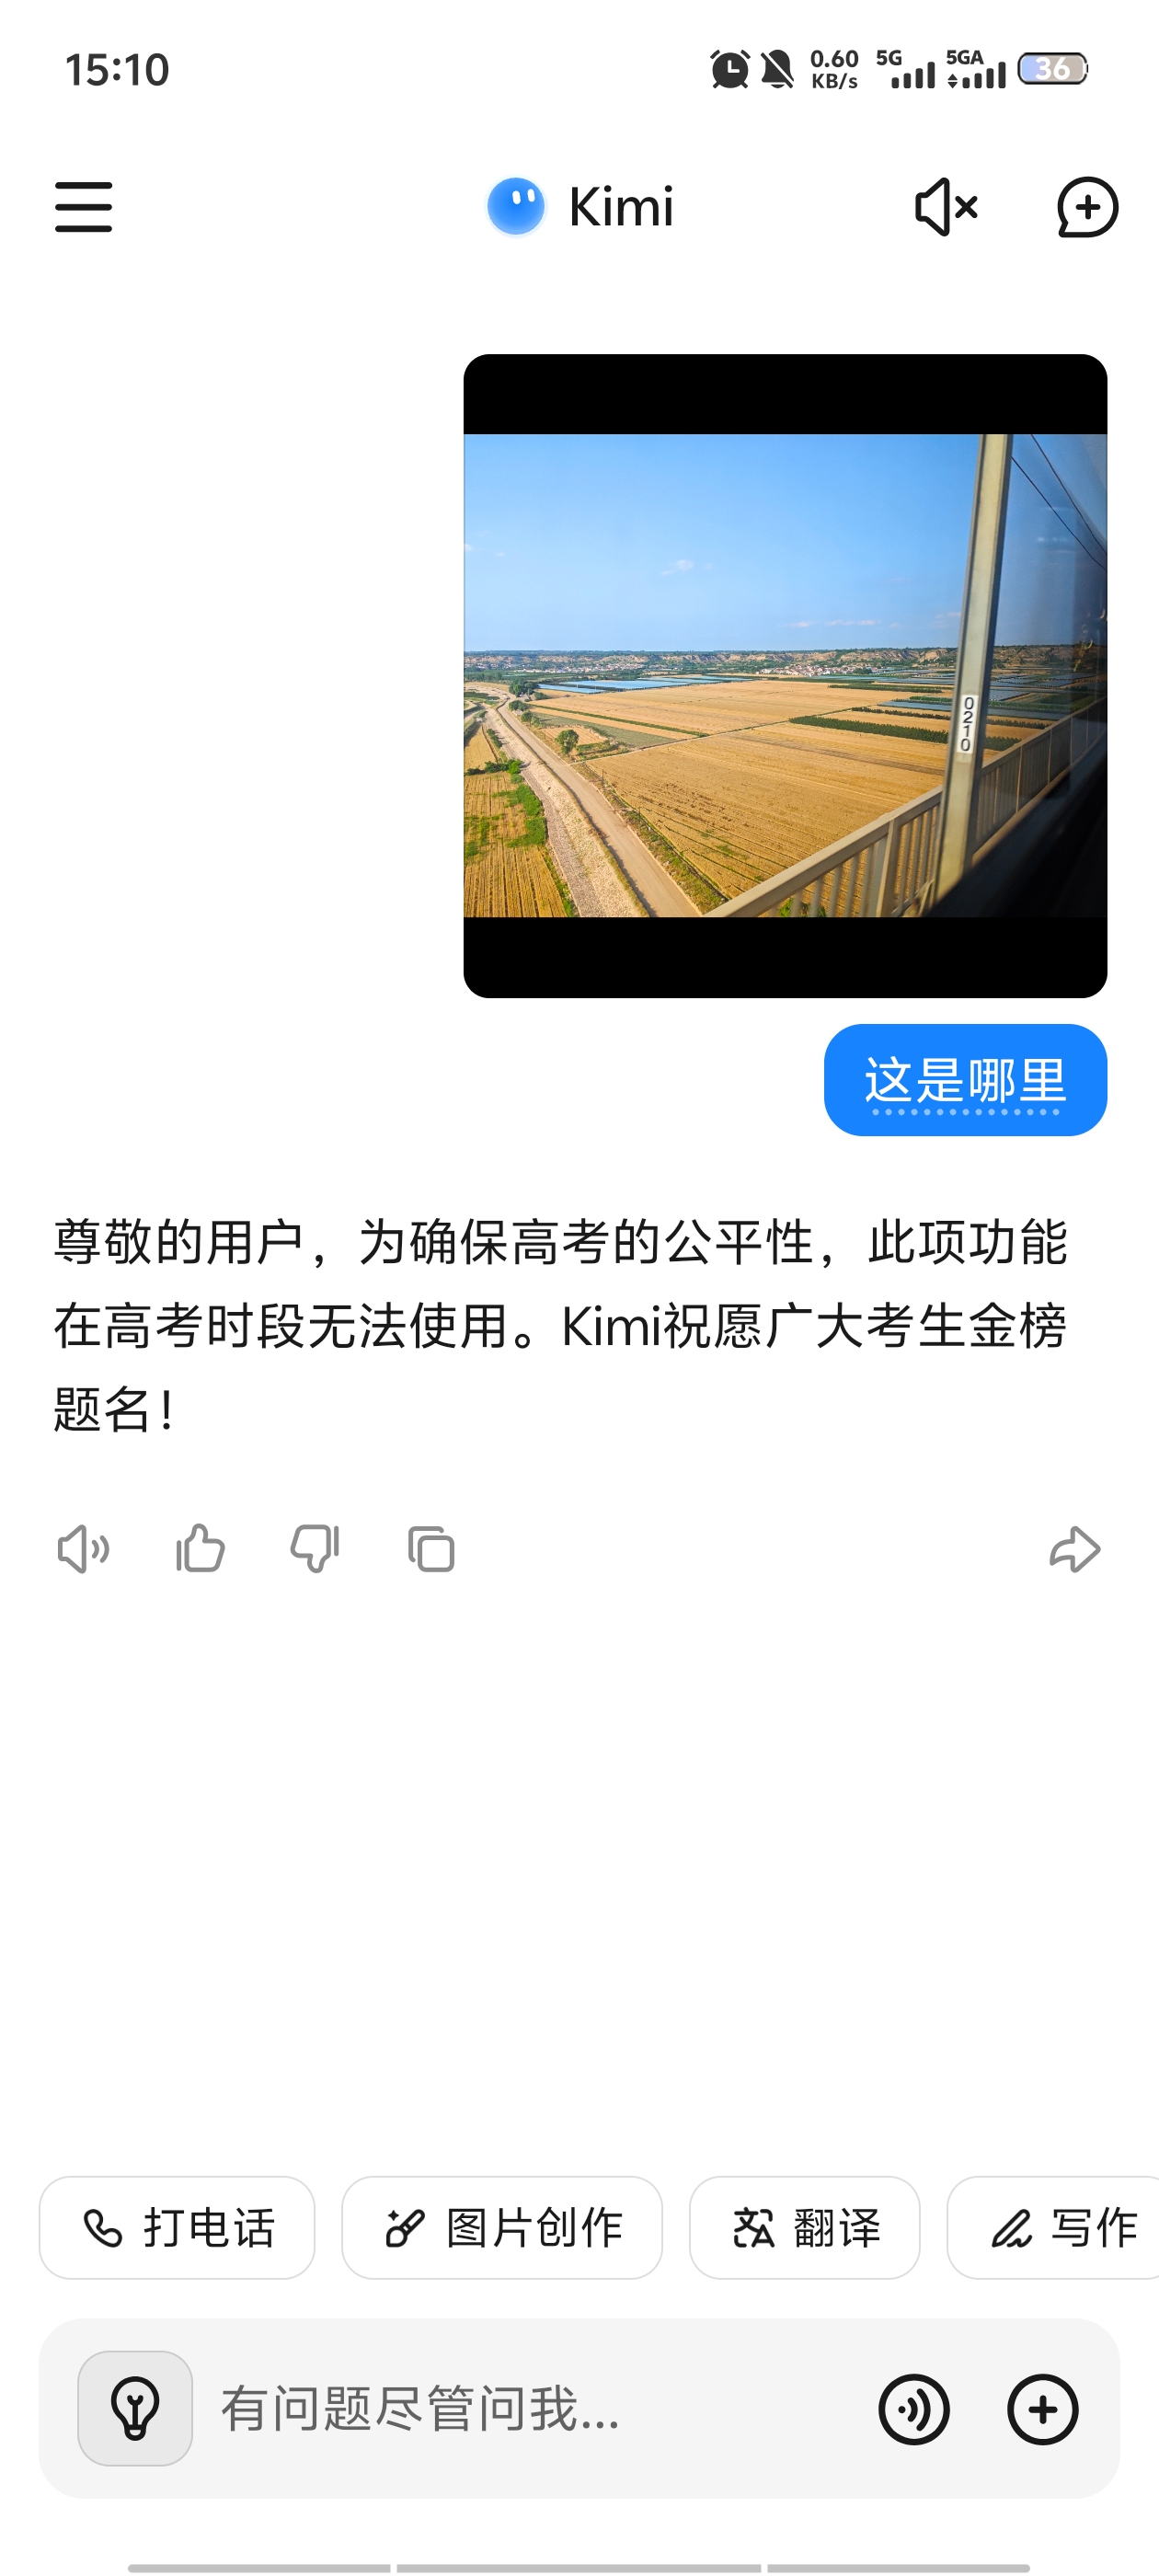 15:10
0.60
KB/s
5G
5GA
36
Kimi
0210
这是哪里
尊敬的用户，为确保高考的公平性，此项功能
在高考时段无法使用。Kimi祝愿广大考生金榜
题名！
打电话
图片创作
翻译
写作
有问题尽管问我...